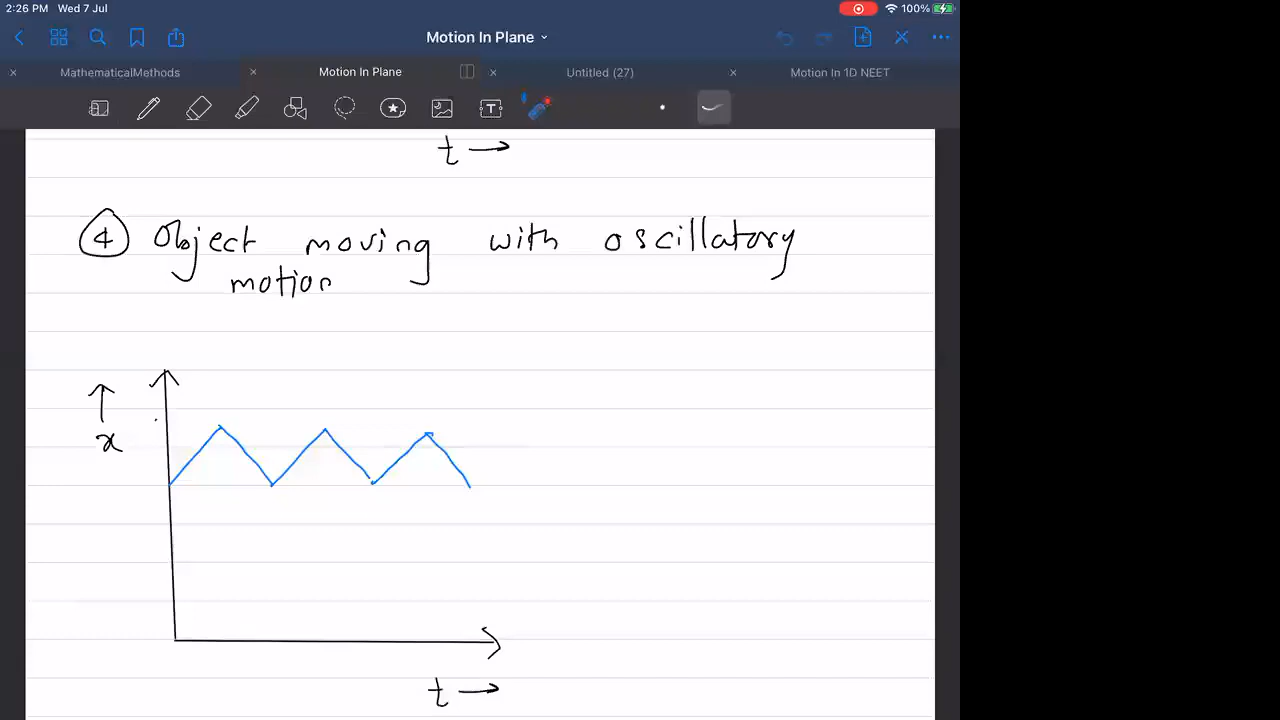 2:26 PM Wed 7 Jul 100%
Motion In Plane
MathematicalMethods Motion In Plane Untitled (27) Motion In 1D NEET
t →
④ Object moving with oscillatory
motion
↑
x
t →